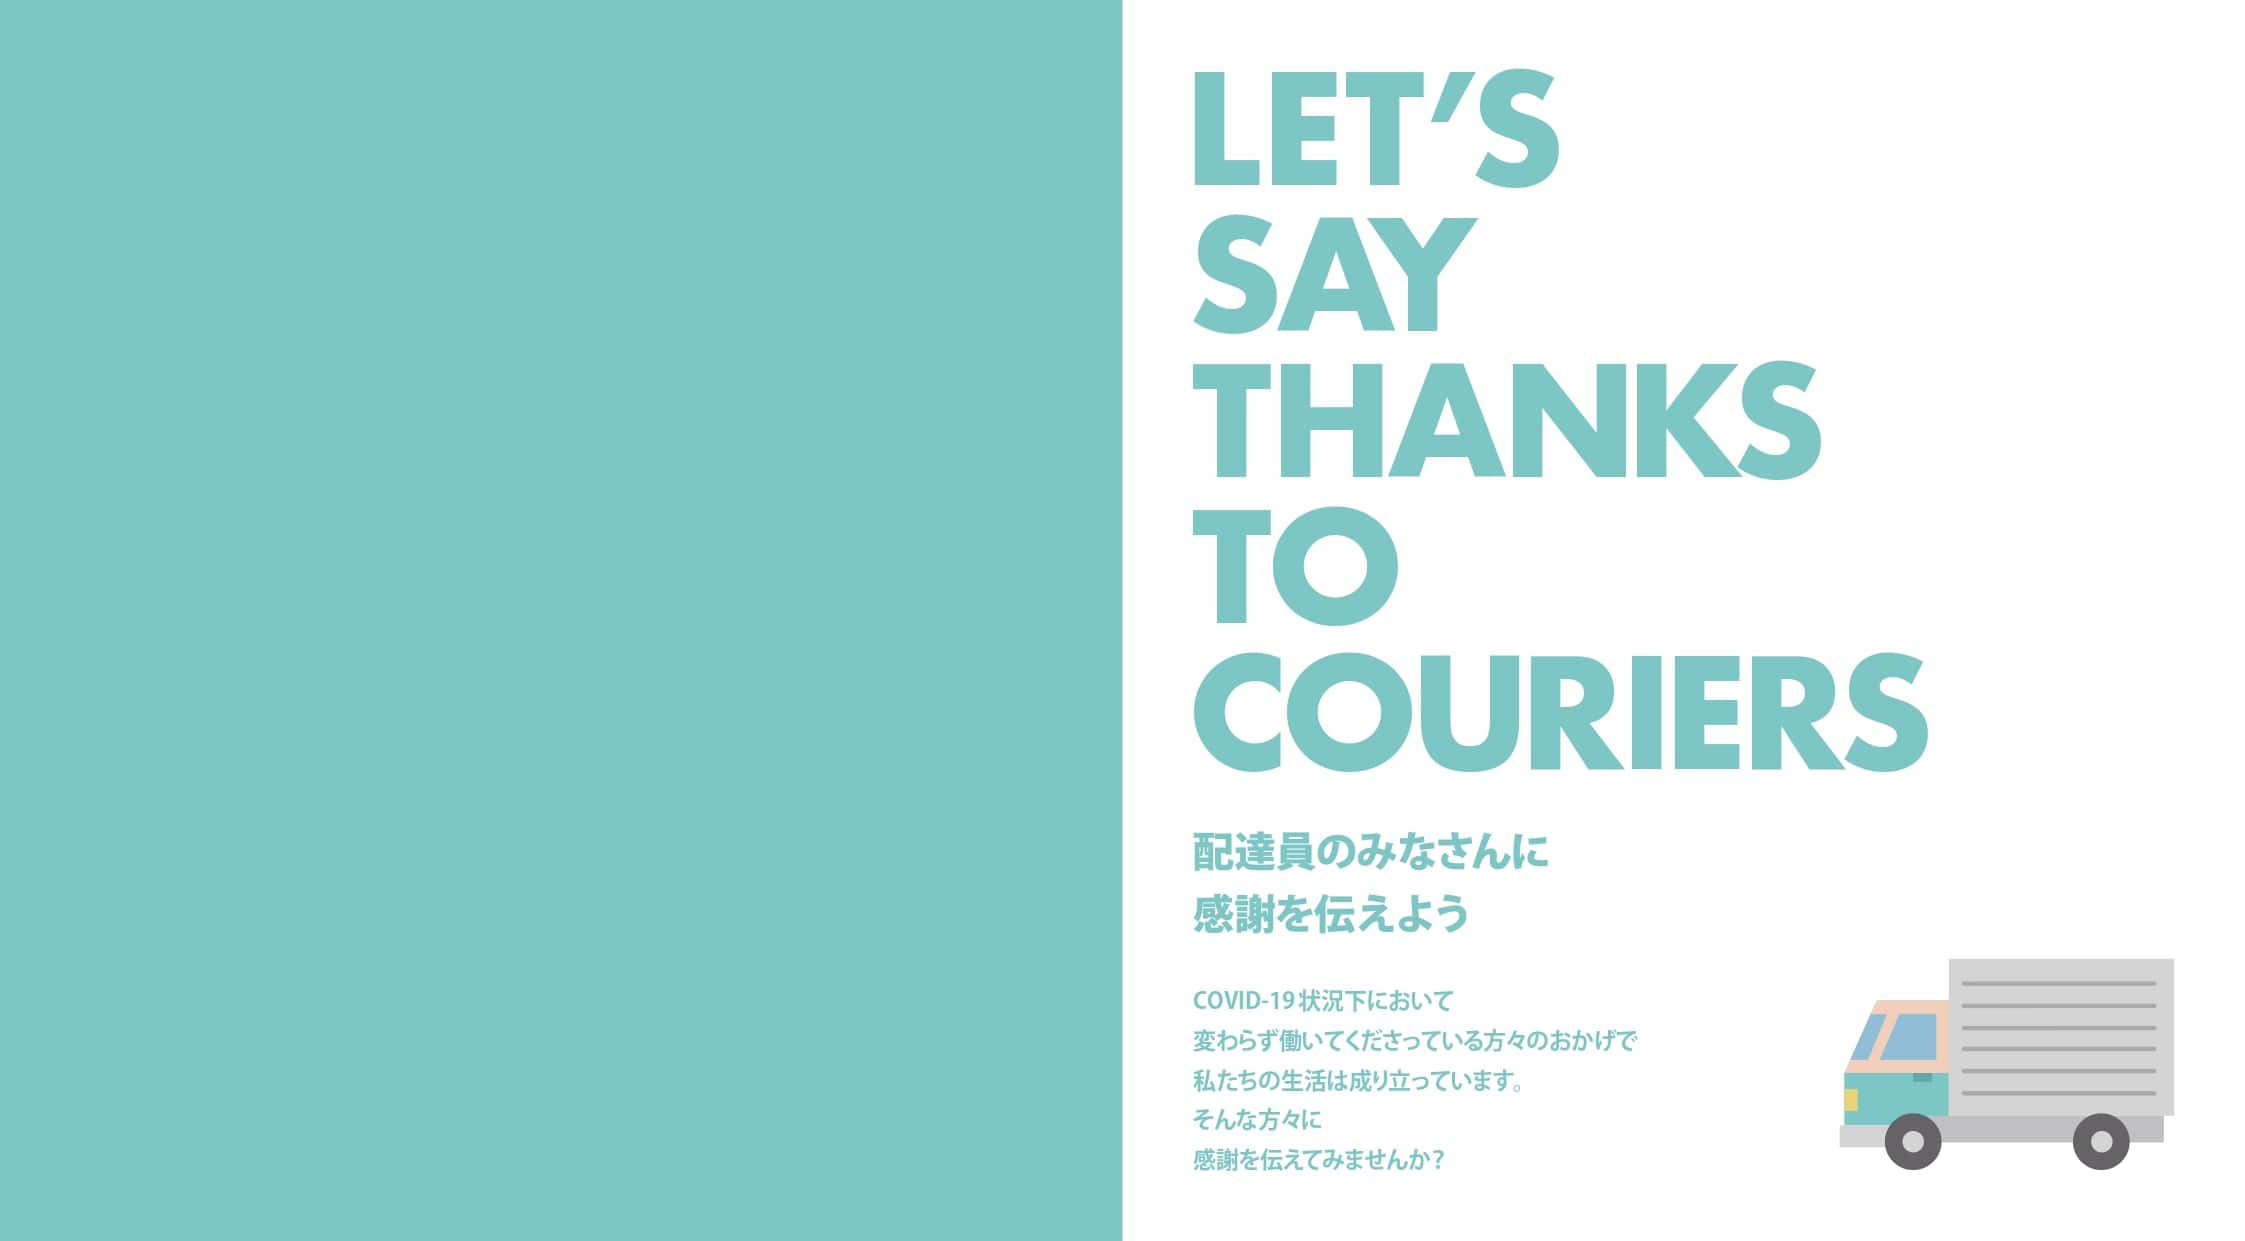 LET'S
SAY
THANKS
TO
COURIERS
配達員のみなさんに
感謝を伝えよう
COVID-19状況下において
変わらず働いてくださっている方々のおかげで
私たちの生活は成り立っています。
そんな方々に
感謝を伝えてみませんか？